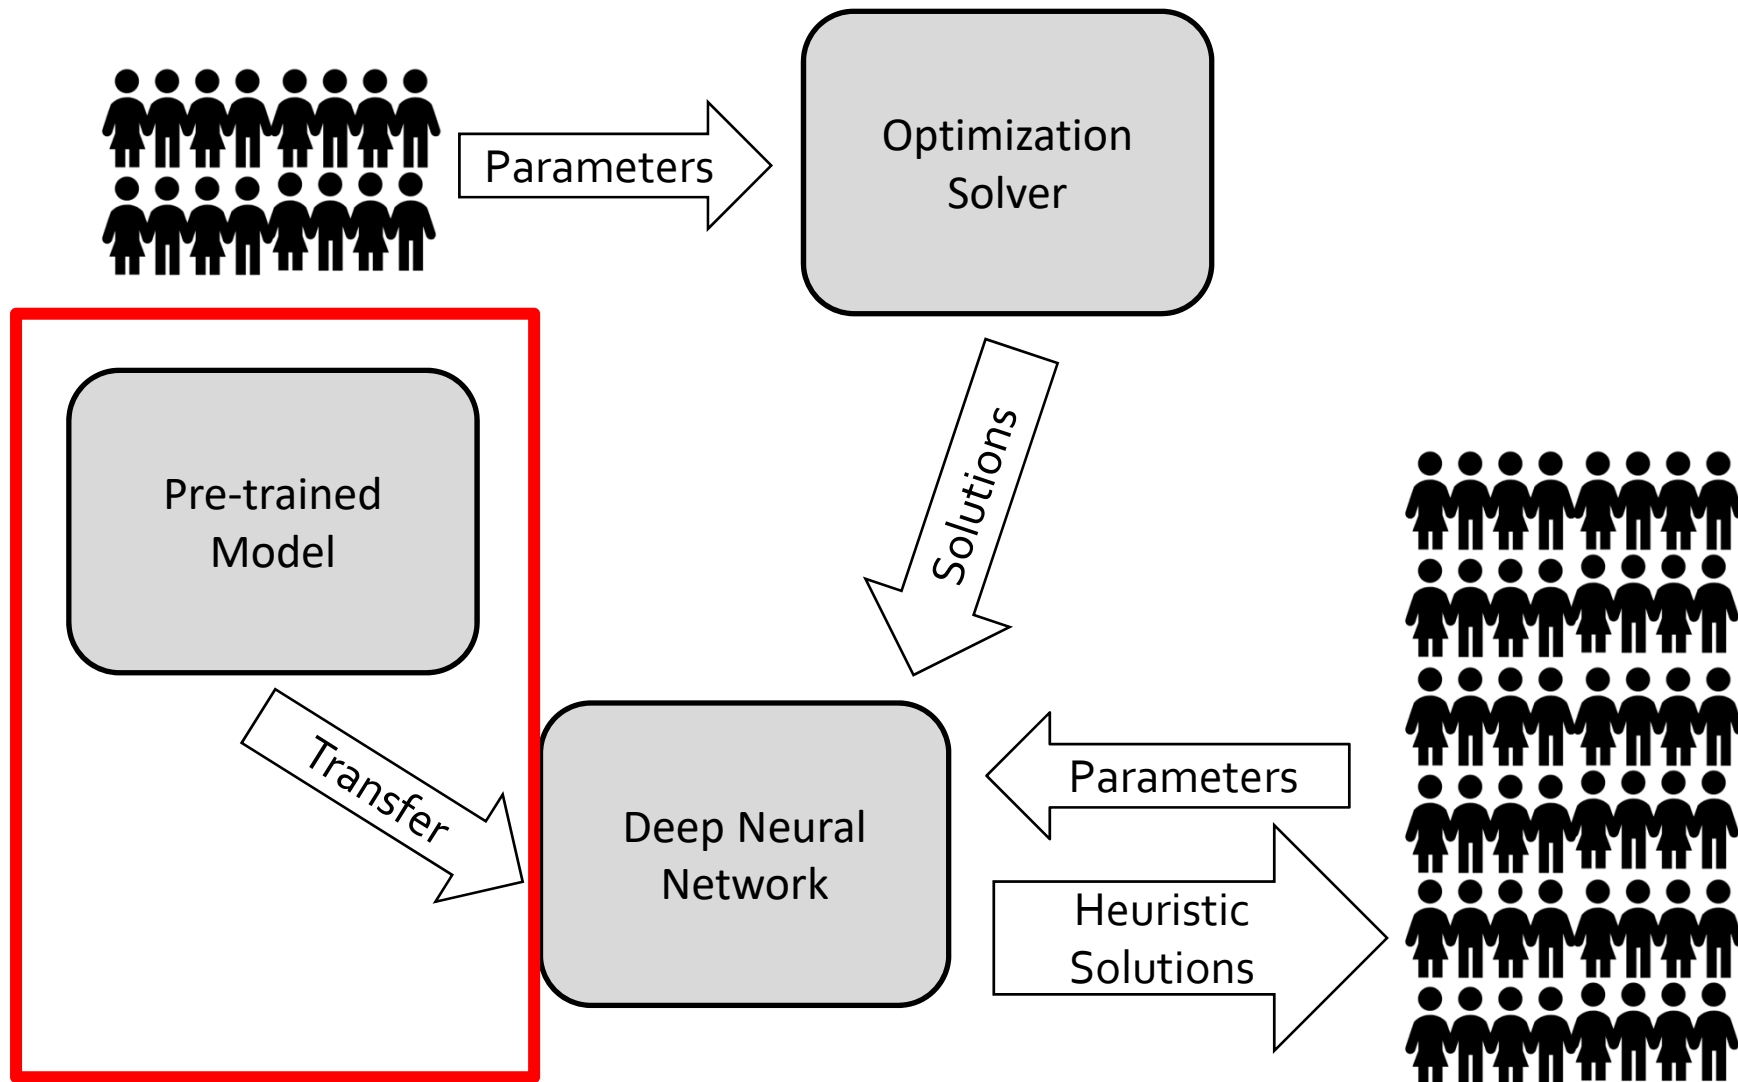 Parameters
Optimization
Solver
Solutions
Pre-trained
Model
Transfer
Deep Neural
Network
Parameters
Heuristic
Solutions